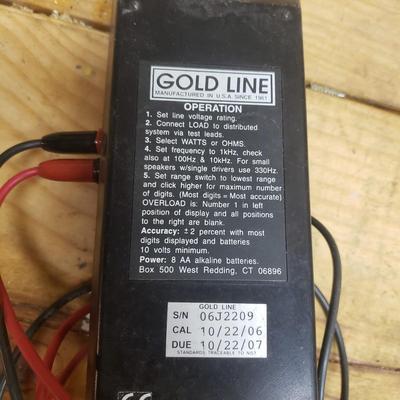 GOLD LINE
MANUFACTURED IN U.S.A. SINCE 1961
OPERATION
1. Set line voltage rating.
2. Connect LOAD to distributed
system via test leads.
3. Select WATTS or OHMS.
4. Set frequency to 1kHz, check
also at 100Hz & 10kHz. For small
speakers w/single drivers use 330Hz.
5. Set range switch to lowest range
and click higher for maximum number
of digits. (Most digits = Most accurate)
OVERLOAD is: Number 1 in left
position of display and all positions
to the right are blank.
Accuracy: ±2 percent with most
digits displayed and batteries
10 volts minimum.
Power: 8 AA alkaline batteries.
Box 500 West Redding, CT 06896
GOLD LINE
S/N 06J2209
CAL 10/22/06
DUE 10/22/07
STANDARDS TRACEABLE TO NIST
CE